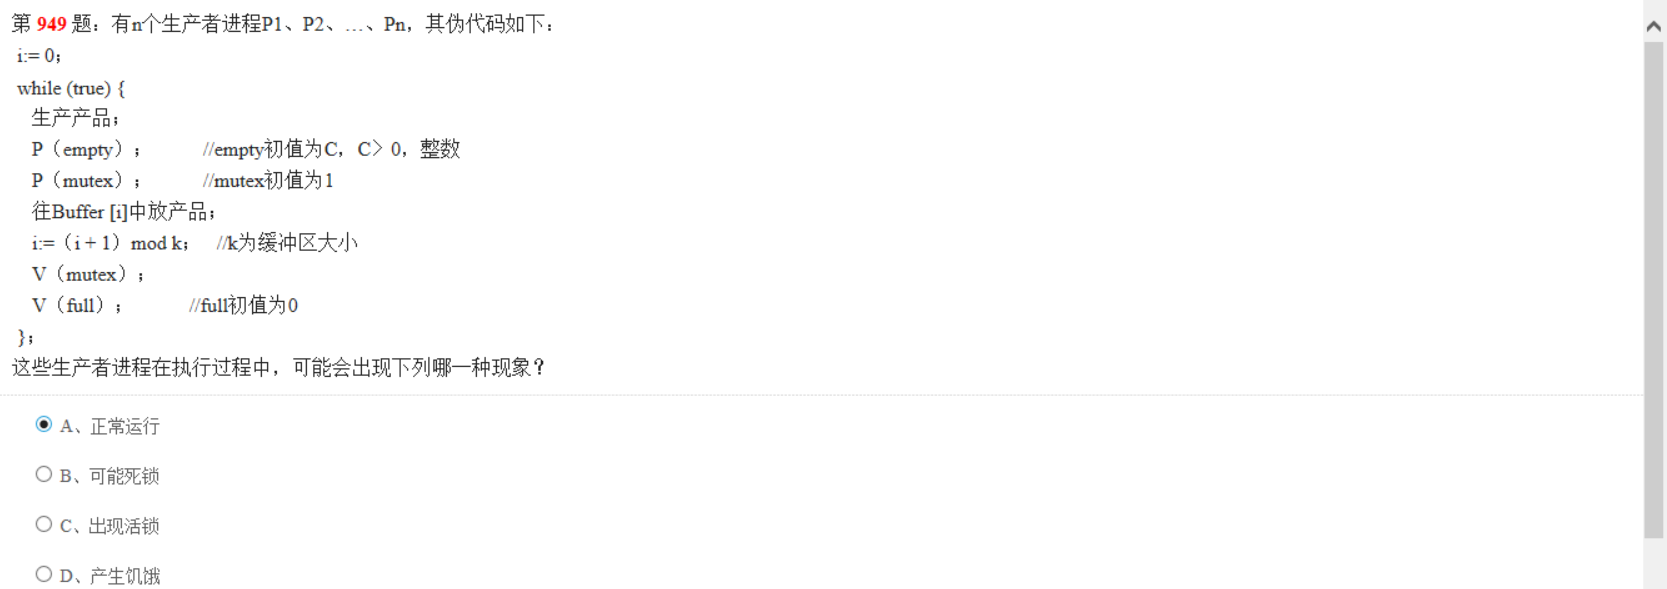 第 949 题：有n个生产者进程P1、P2、…、Pn，其伪代码如下：
i:= 0;
while (true) {
生产产品；
P（empty）； //empty初值为C，C＞0，整数
P（mutex）； //mutex初值为1
往Buffer [i]中放产品；
i:=（i + 1）mod k； //k为缓冲区大小
V（mutex）；
V（full）； //full初值为0
}；
这些生产者进程在执行过程中，可能会出现下列哪一种现象？
A、正常运行
B、可能死锁
C、出现活锁
D、产生饥饿